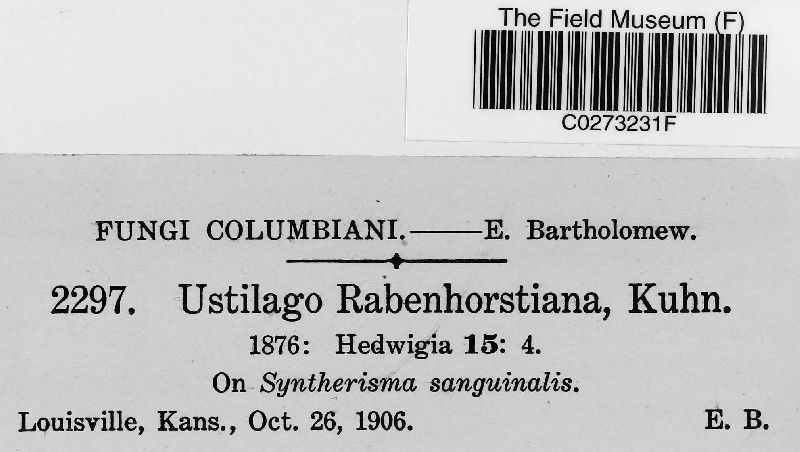 The Field Museum (F)
C0273231F
FUNGI COLUMBIANI.——E. Bartholomew.
2297. Ustilago Rabenhorstiana, Kuhn.
1876: Hedwigia 15: 4.
On Syntherisma sanguinalis.
Louisville, Kans., Oct. 26, 1906. E. B.